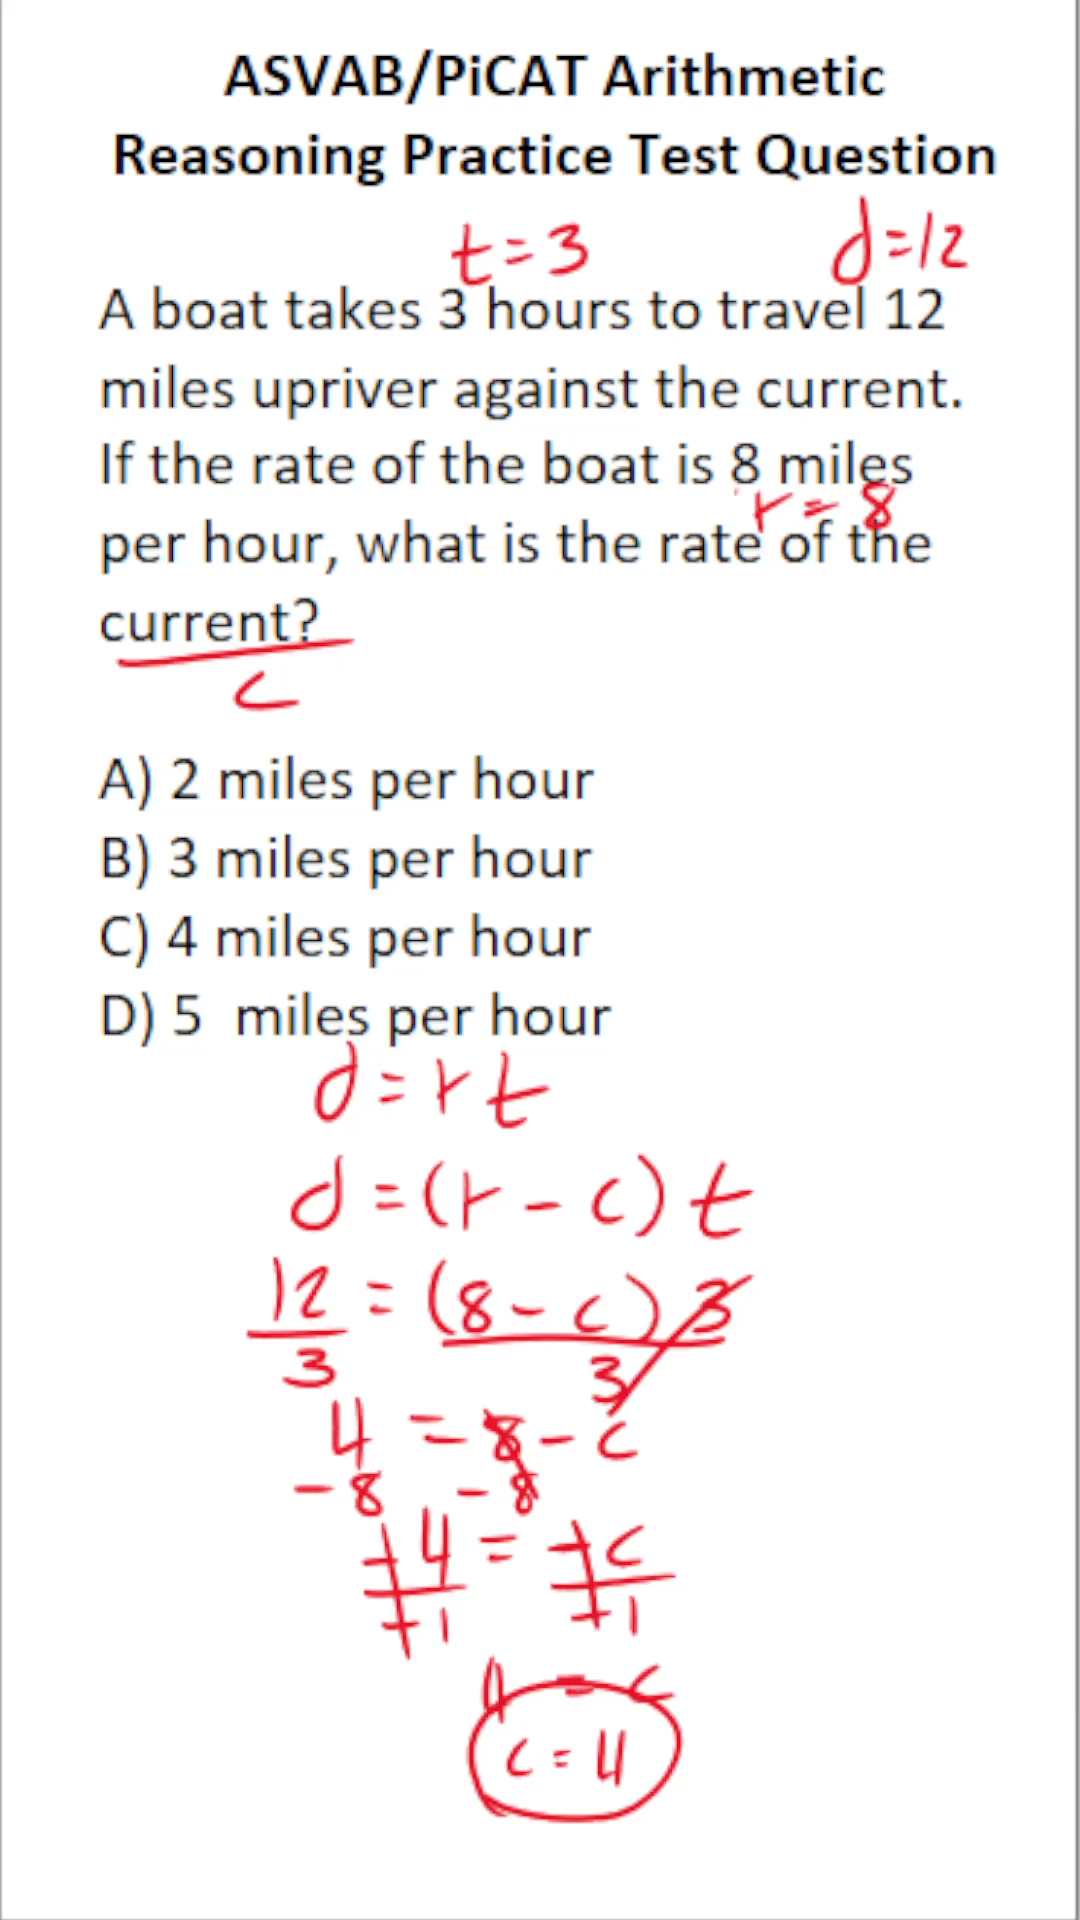 ASVAB/PiCAT Arithmetic
Reasoning Practice Test Question
t=3 d=12
A boat takes 3 hours to travel 12
miles upriver against the current.
If the rate of the boat is 8 miles
r=8
per hour, what is the rate of the
current?
c
A) 2 miles per hour
B) 3 miles per hour
C) 4 miles per hour
D) 5 miles per hour
d=rt
d=(r-c)t
12 = (8-c)3
3 3
4 = 8-c
-8 -8
-4 = -c
-1 -1
4 = c
c=4